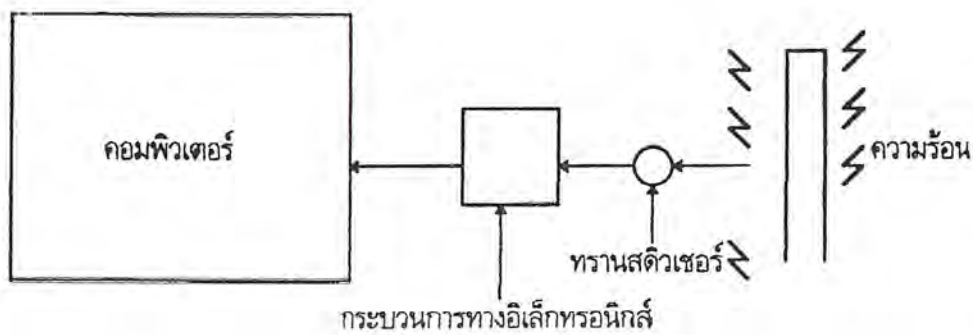 คอมพิวเตอร์
ความร้อน
ทรานสดิวเซอร์
กระบวนการทางอิเล็กทรอนิกส์